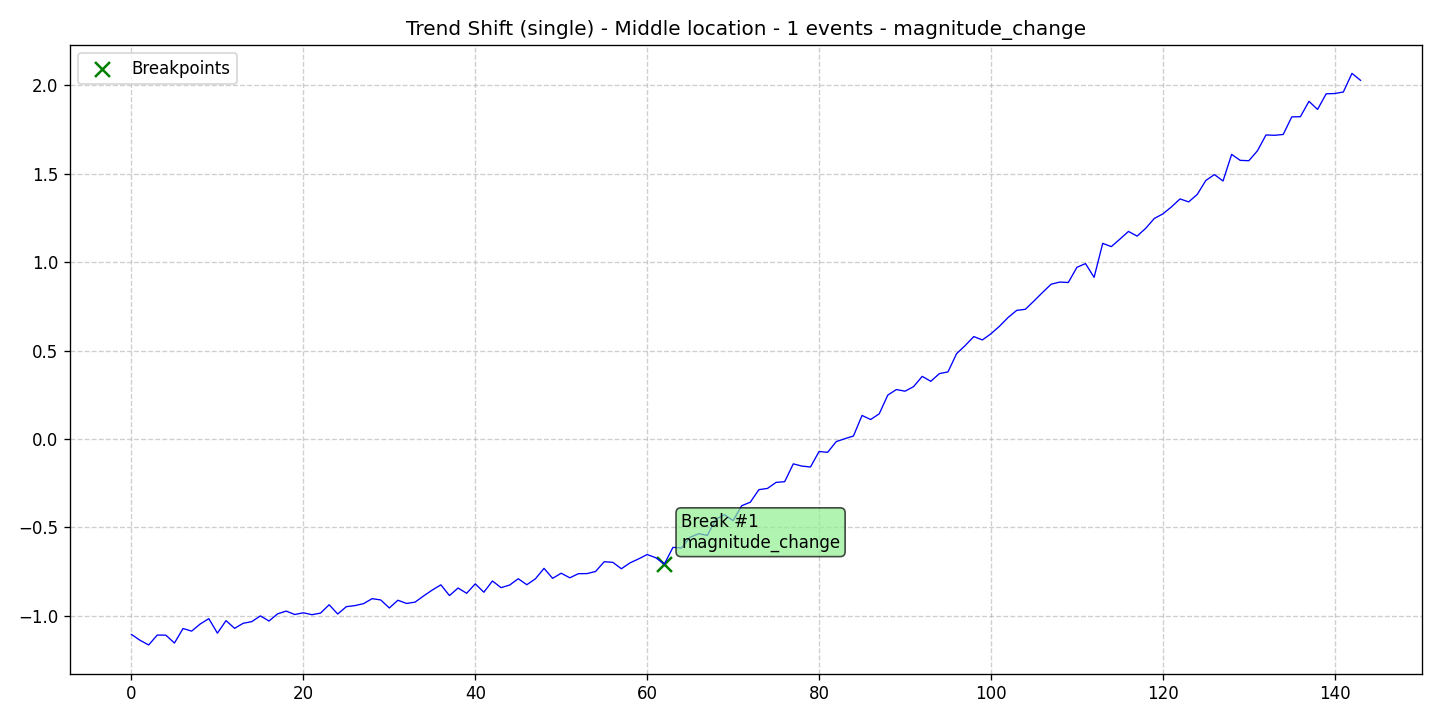 Trend Shift (single) - Middle location - 1 events - magnitude_change
Breakpoints
2.0
1.5
1.0
0.5
0.0
−0.5
−1.0
Break #1
magnitude_change
0 20 40 60 80 100 120 140